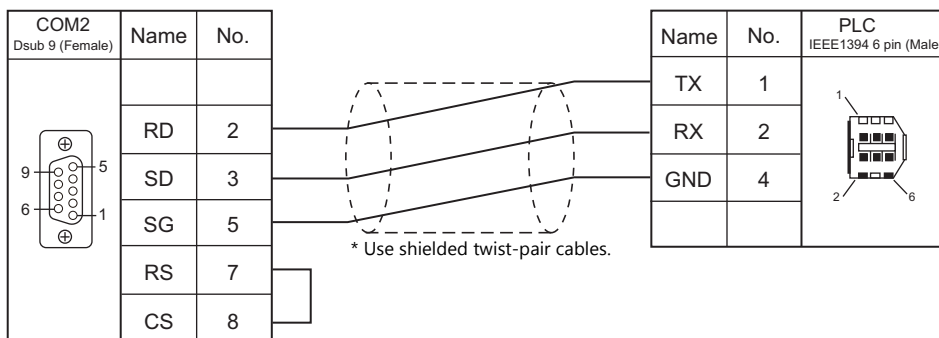 COM2
Dsub 9 (Female)
Name No.
RD 2
SD 3
SG 5
RS 7
CS 8
9
5
6
1
* Use shielded twist-pair cables.
Name No.
PLC
IEEE1394 6 pin (Male
TX 1
RX 2
GND 4
1
2
6